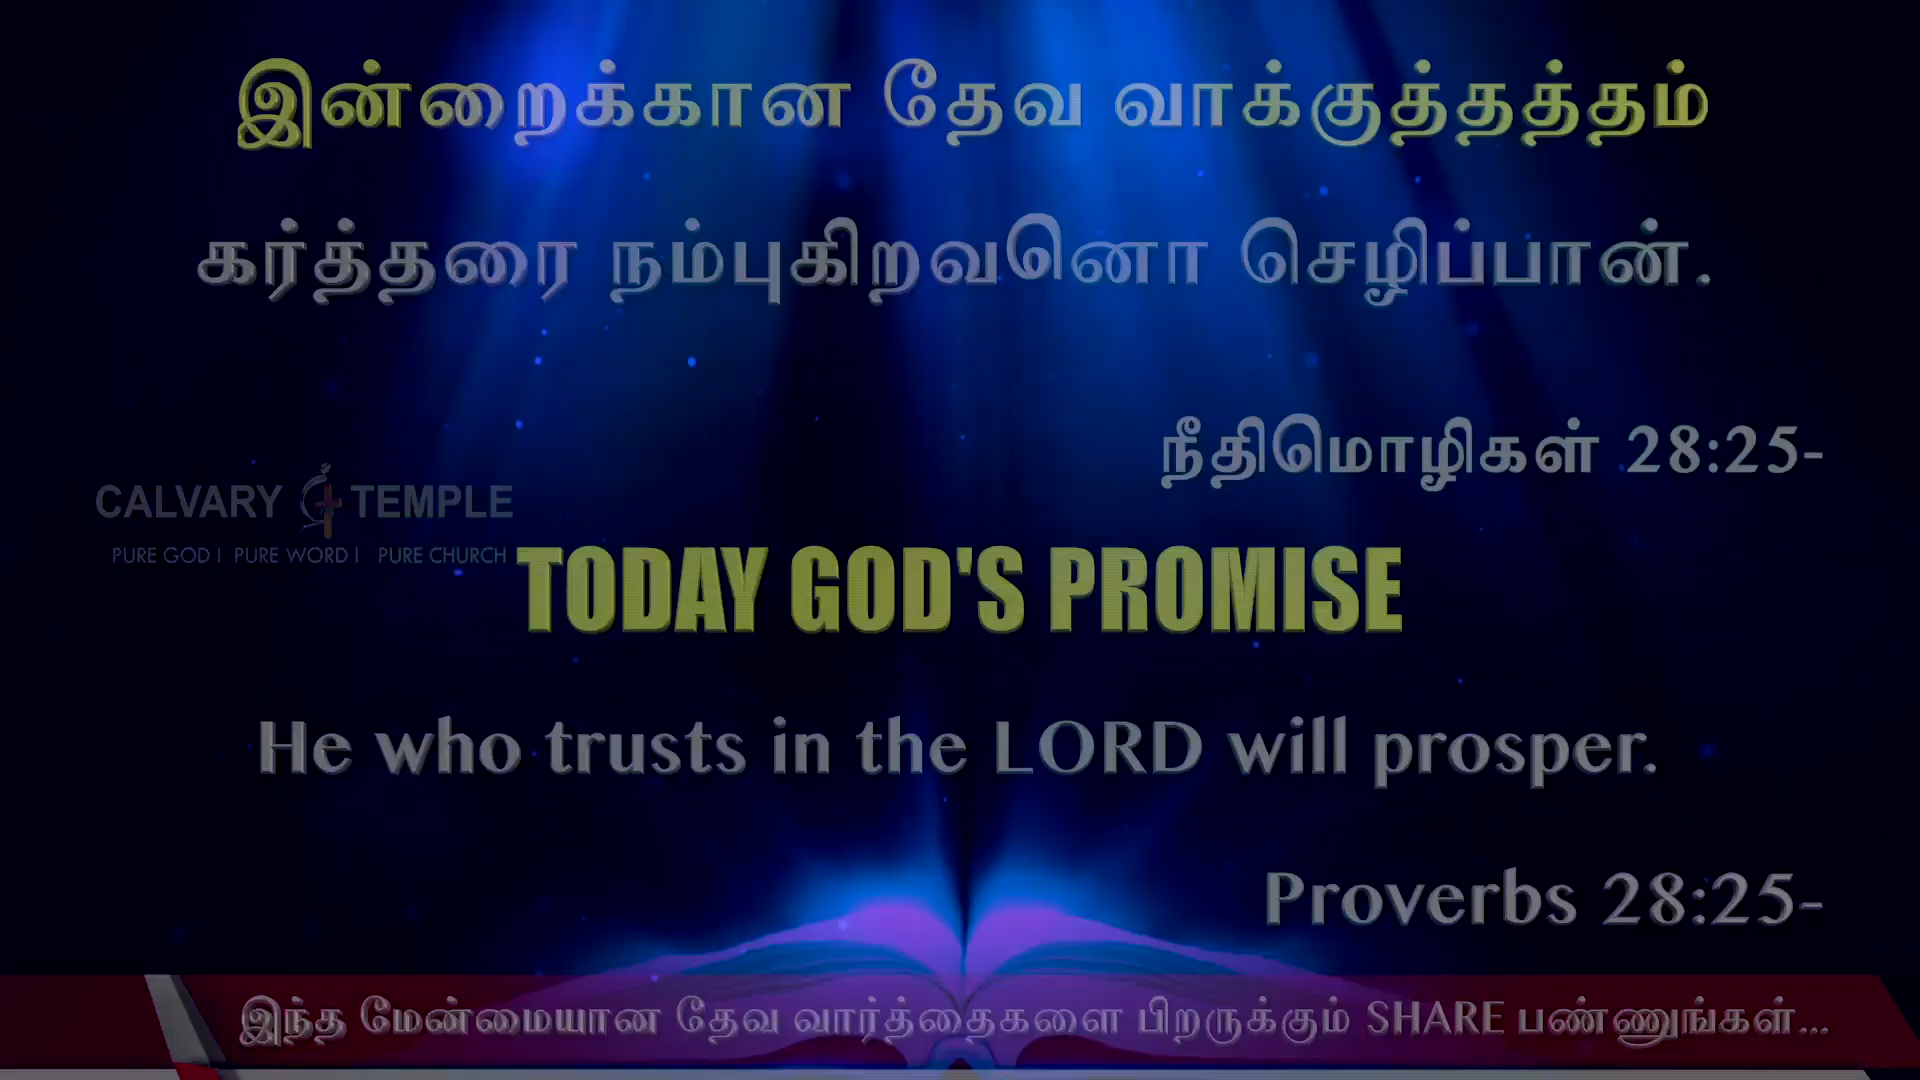 இன்றைக்கான தேவ வாக்குத்தத்தம்
கர்த்தரை நம்புகிறவனொ செழிப்பான்.
நீதிமொழிகள் 28:25-
CALVARY TEMPLE
PURE GOD | PURE WORD | PURE CHURCH
TODAY GOD'S PROMISE
He who trusts in the LORD will prosper.
Proverbs 28:25-
இந்த மேன்மையான தேவ வார்த்தைகளை பிறருக்கும் SHARE பண்ணுங்கள்...